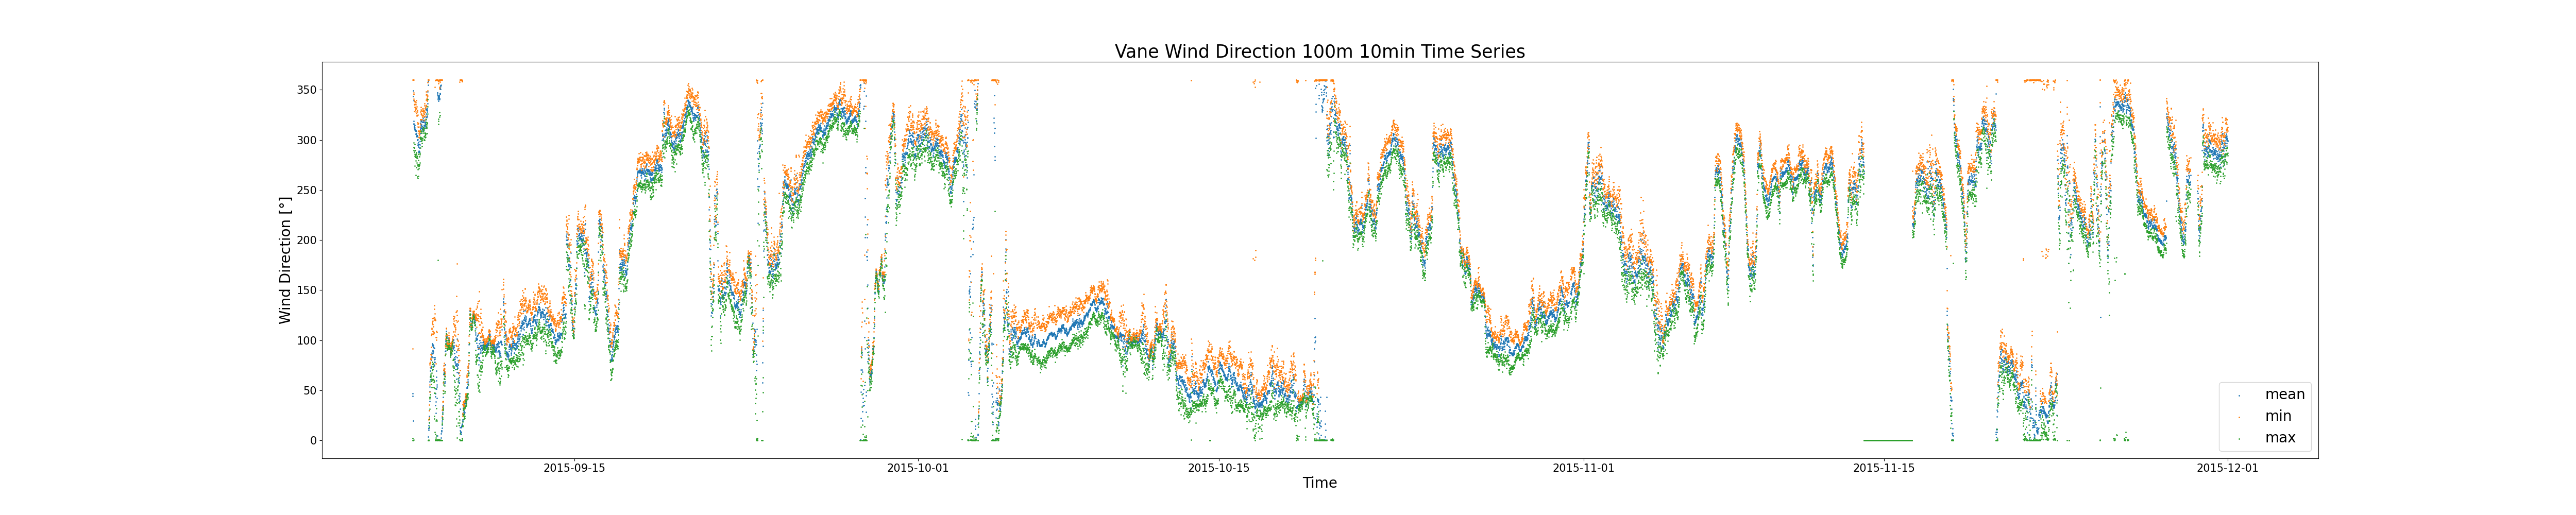 Vane Wind Direction 100m 10min Time Series
Wind Direction [°]
350
300
250
200
150
100
50
0
mean
min
max
2015-09-15 2015-10-01 2015-10-15 2015-11-01 2015-11-15 2015-12-01
Time